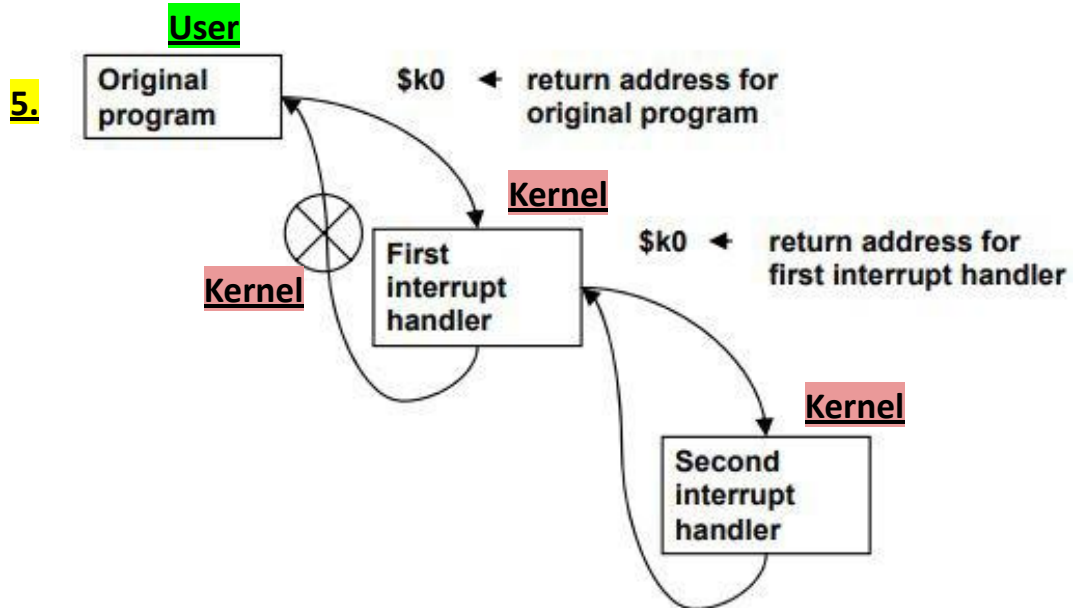 User
5.
Original
program
$k0 ← return address for
original program
Kernel
$k0 ← return address for
first interrupt handler
First
interrupt
handler
Kernel
Kernel
Second
interrupt
handler